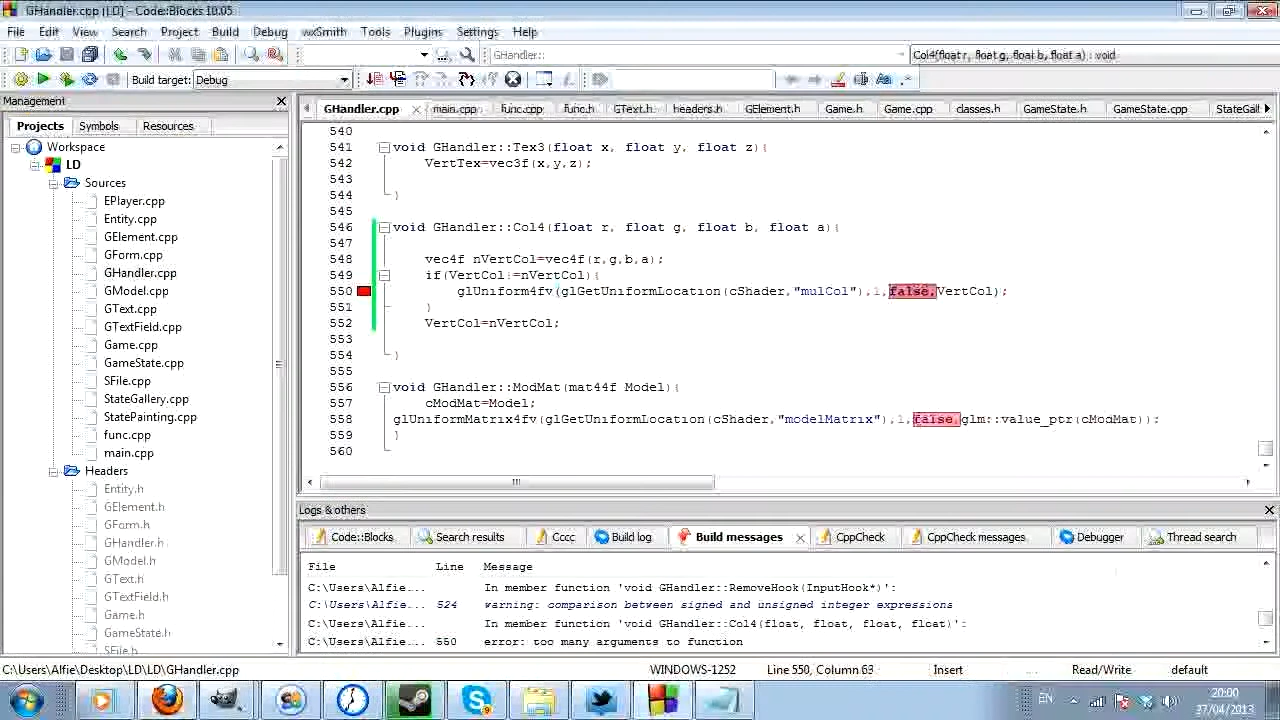 GHandler.cpp [LD] - Code::Blocks 10.05
File Edit View Search Project Build Debug wxSmith Tools Plugins Settings Help
GHandler:: Col4(float r, float g, float b, float a) : void
Build target: Debug
Management
Projects Symbols Resources
Workspace
LD
Sources
EPlayer.cpp
Entity.cpp
GElement.cpp
GForm.cpp
GHandler.cpp
GModel.cpp
GText.cpp
GTextField.cpp
Game.cpp
GameState.cpp
SFile.cpp
StateGallery.cpp
StatePainting.cpp
func.cpp
main.cpp
Headers
Entity.h
GElement.h
GForm.h
GHandler.h
GModel.h
GText.h
GTextField.h
Game.h
GameState.h
SFile.h
GHandler.cpp main.cpp func.cpp func.h GText.h headers.h GElement.h Game.h Game.cpp classes.h GameState.h GameState.cpp StateGall
540
541 void GHandler::Tex3(float x, float y, float z){
542 VertTex=vec3f(x,y,z);
543
544 }
545
546 void GHandler::Col4(float r, float g, float b, float a){
547
548 vec4f nVertCol=vec4f(r,g,b,a);
549 if(VertCol!=nVertCol){
550 glUniform4fv(glGetUniformLocation(cShader,"mulCol"),1,false,VertCol);
551 }
552 VertCol=nVertCol;
553
554 }
555
556 void GHandler::ModMat(mat44f Model){
557 cModMat=Model;
558 glUniformMatrix4fv(glGetUniformLocation(cShader,"modelMatrix"),1,false,glm::value_ptr(cModMat));
559 }
560
Logs & others
Code::Blocks Search results Cccc Build log Build messages CppCheck CppCheck messages Debugger Thread search
File Line Message
C:\Users\Alfie... In member function 'void GHandler::RemoveHook(InputHook*)':
C:\Users\Alfie... 524 warning: comparison between signed and unsigned integer expressions
C:\Users\Alfie... In member function 'void GHandler::Col4(float, float, float, float)':
C:\Users\Alfie... 550 error: too many arguments to function
C:\Users\Alfie\Desktop\LD\LD\GHandler.cpp WINDOWS-1252 Line 550, Column 63 Insert Read/Write default
EN 20:00
27/04/2013